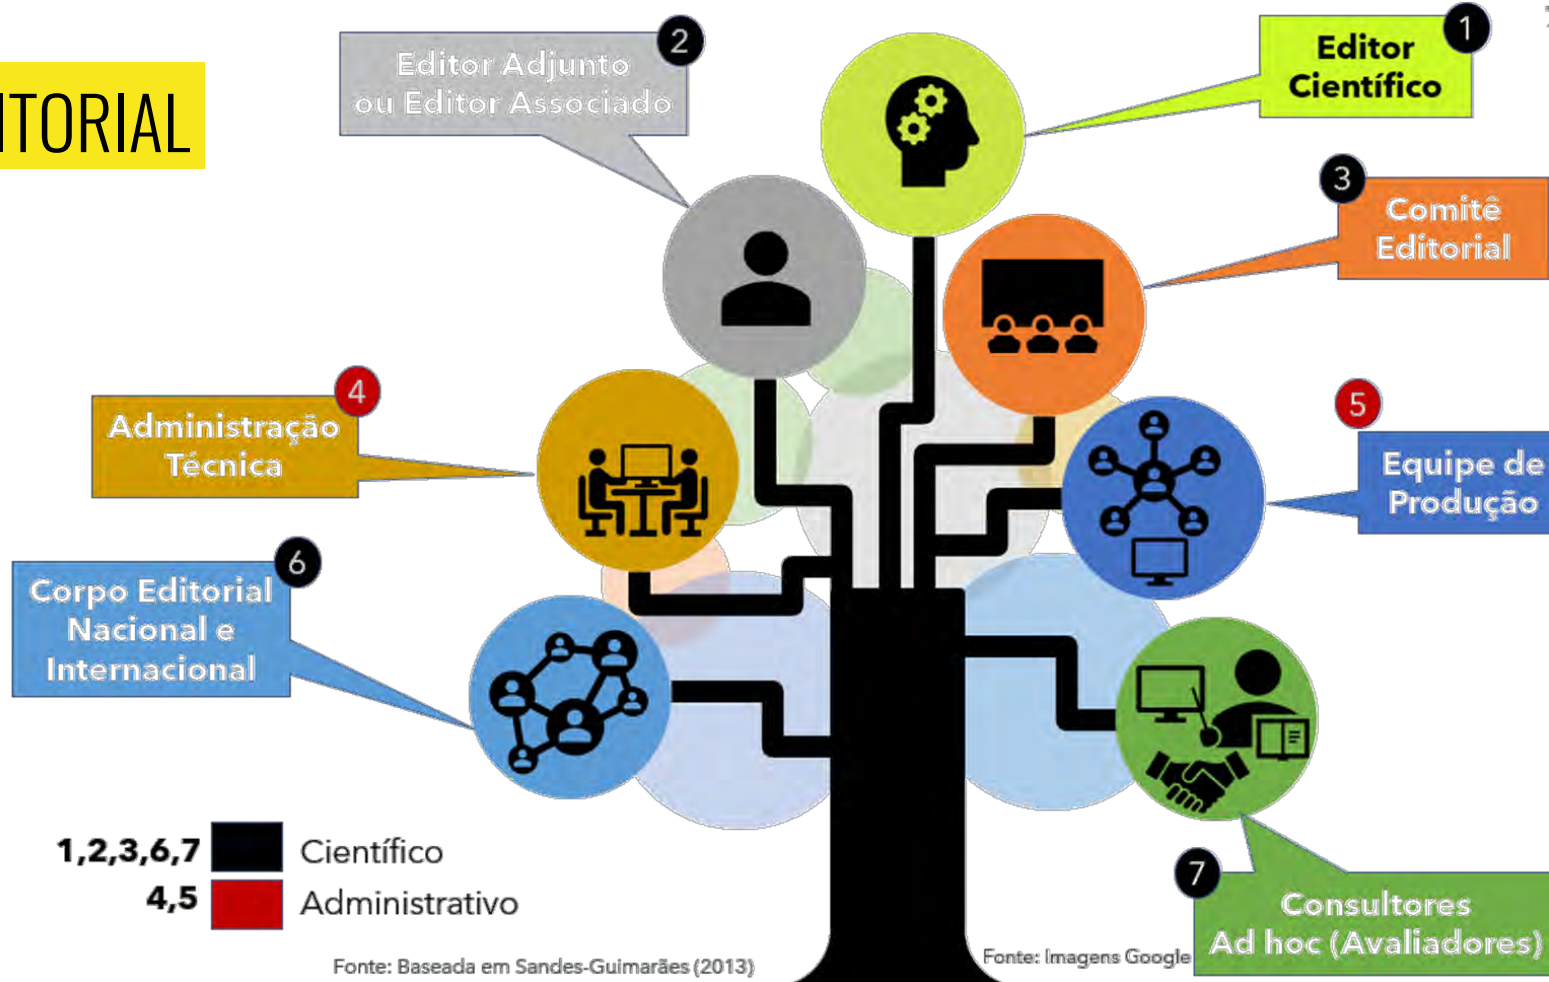 ITORIAL
2
Editor Adjunto
ou Editor Associado
1
Editor
Científico
3
Comitê
Editorial
4
Administração
Técnica
5
Equipe de
Produção
6
Corpo Editorial
Nacional e
Internacional
7
Consultores
Ad hoc (Avaliadores)
1,2,3,6,7 Científico
4,5 Administrativo
Fonte: Baseada em Sandes-Guimarães (2013)
Fonte: Imagens Google